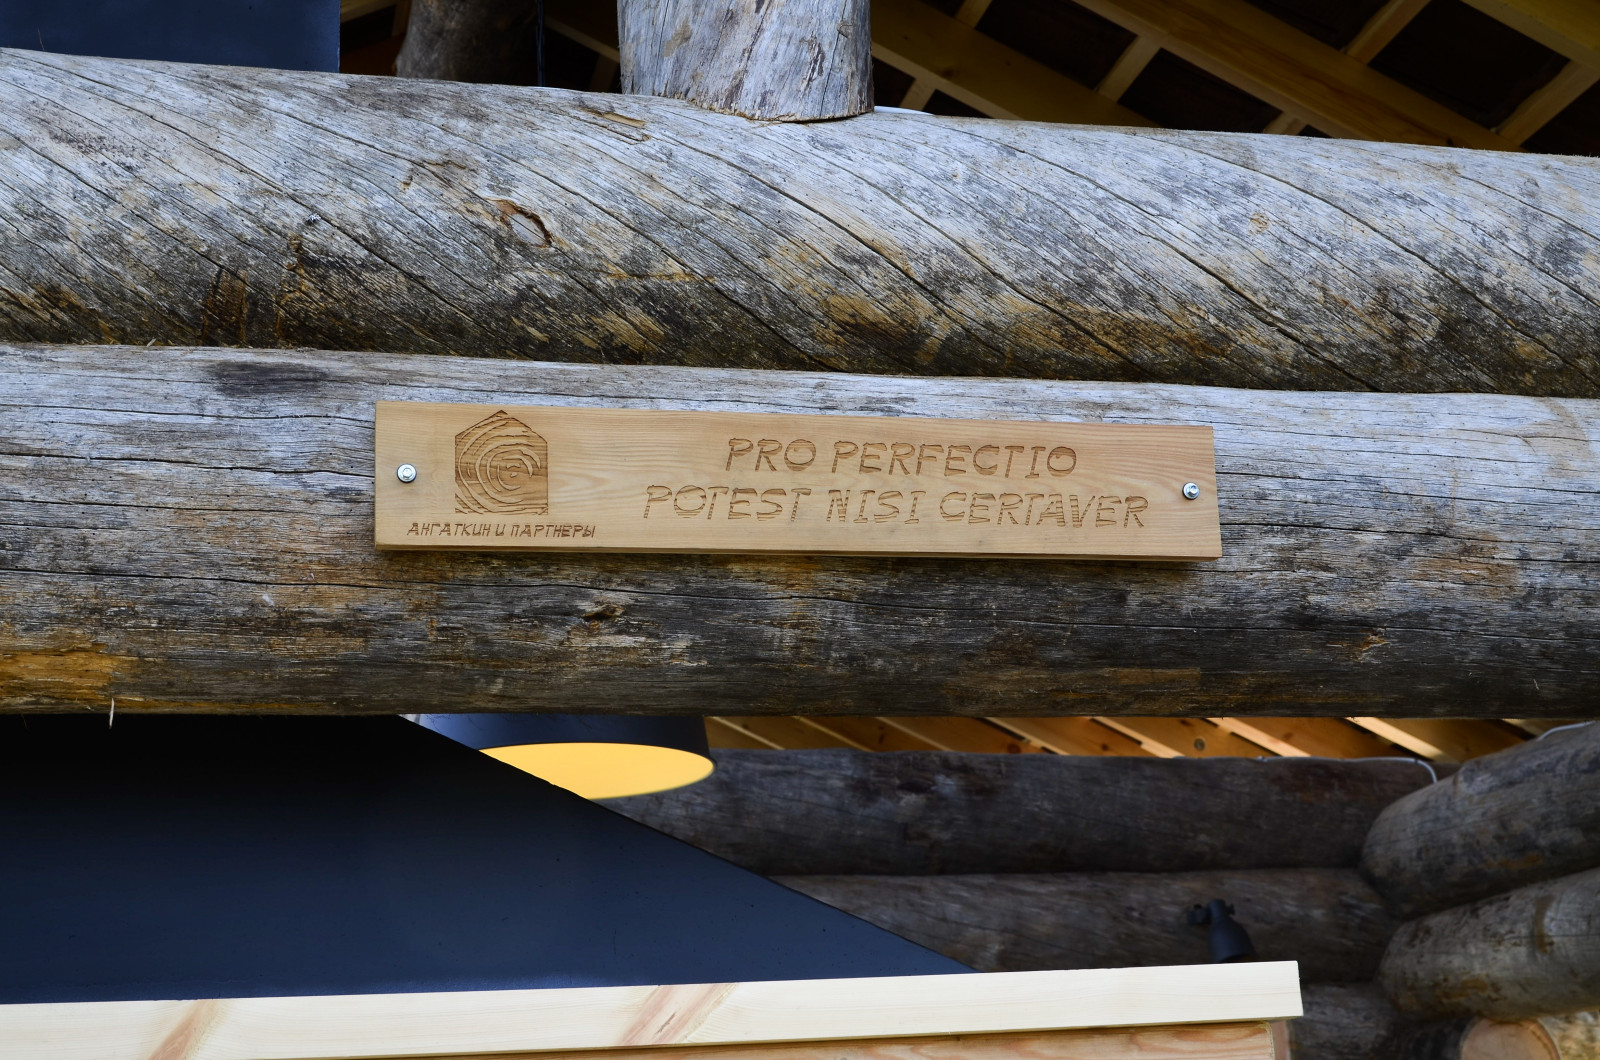 PRO PERFECTIO
POTEST NISI CERTAVER
АНГАТКИН И ПАРТНЕРЫ